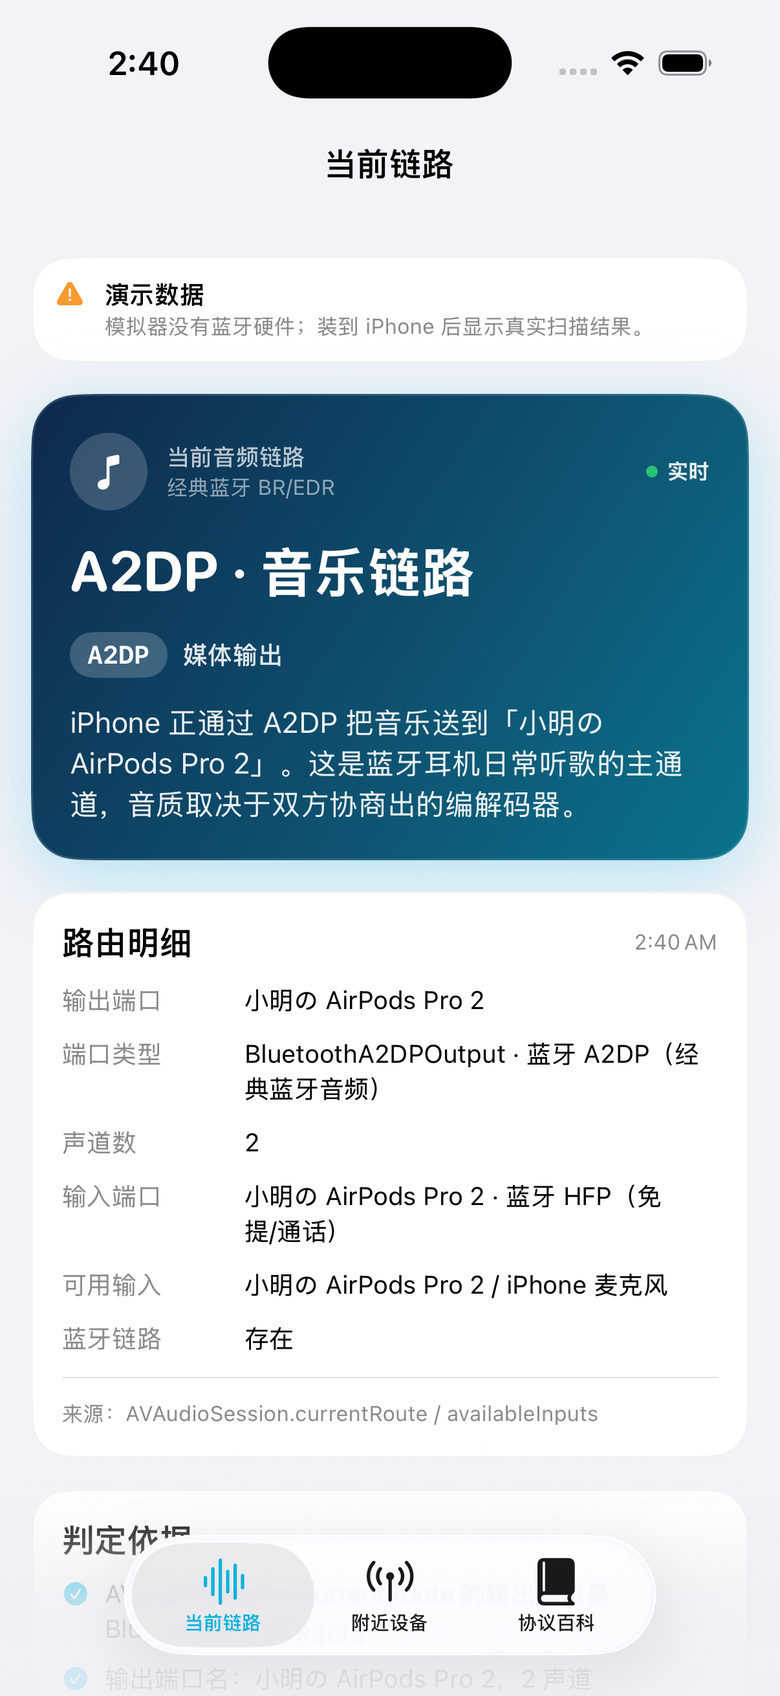 2:40
当前链路
演示数据
模拟器没有蓝牙硬件；装到 iPhone 后显示真实扫描结果。
当前音频链路
经典蓝牙 BR/EDR
实时
A2DP · 音乐链路
A2DP 媒体输出
iPhone 正通过 A2DP 把音乐送到「小明の
AirPods Pro 2」。这是蓝牙耳机日常听歌的主通
道，音质取决于双方协商出的编解码器。
路由明细 2:40 AM
输出端口 小明の AirPods Pro 2
端口类型 BluetoothA2DPOutput · 蓝牙 A2DP（经
典蓝牙音频）
声道数 2
输入端口 小明の AirPods Pro 2 · 蓝牙 HFP（免
提/通话）
可用输入 小明の AirPods Pro 2 / iPhone 麦克风
蓝牙链路 存在
来源：AVAudioSession.currentRoute / availableInputs
判定依据
输出端口名：小明の AirPods Pro 2，2 声道
当前链路
附近设备
协议百科